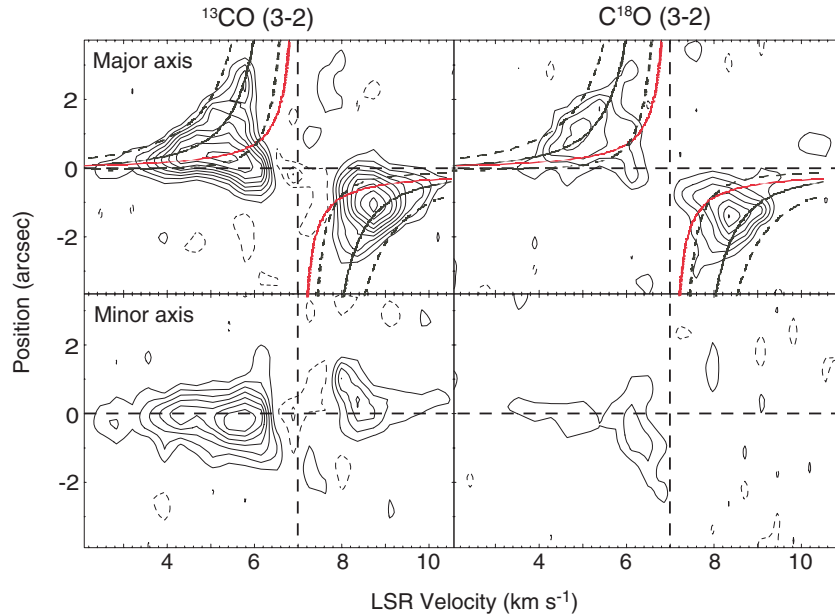 ¹³CO (3-2) C¹⁸O (3-2)
Major axis
2
0
-2
Minor axis
2
0
-2
Position (arcsec)
4 6 8 10 4 6 8 10
LSR Velocity (km s⁻¹)